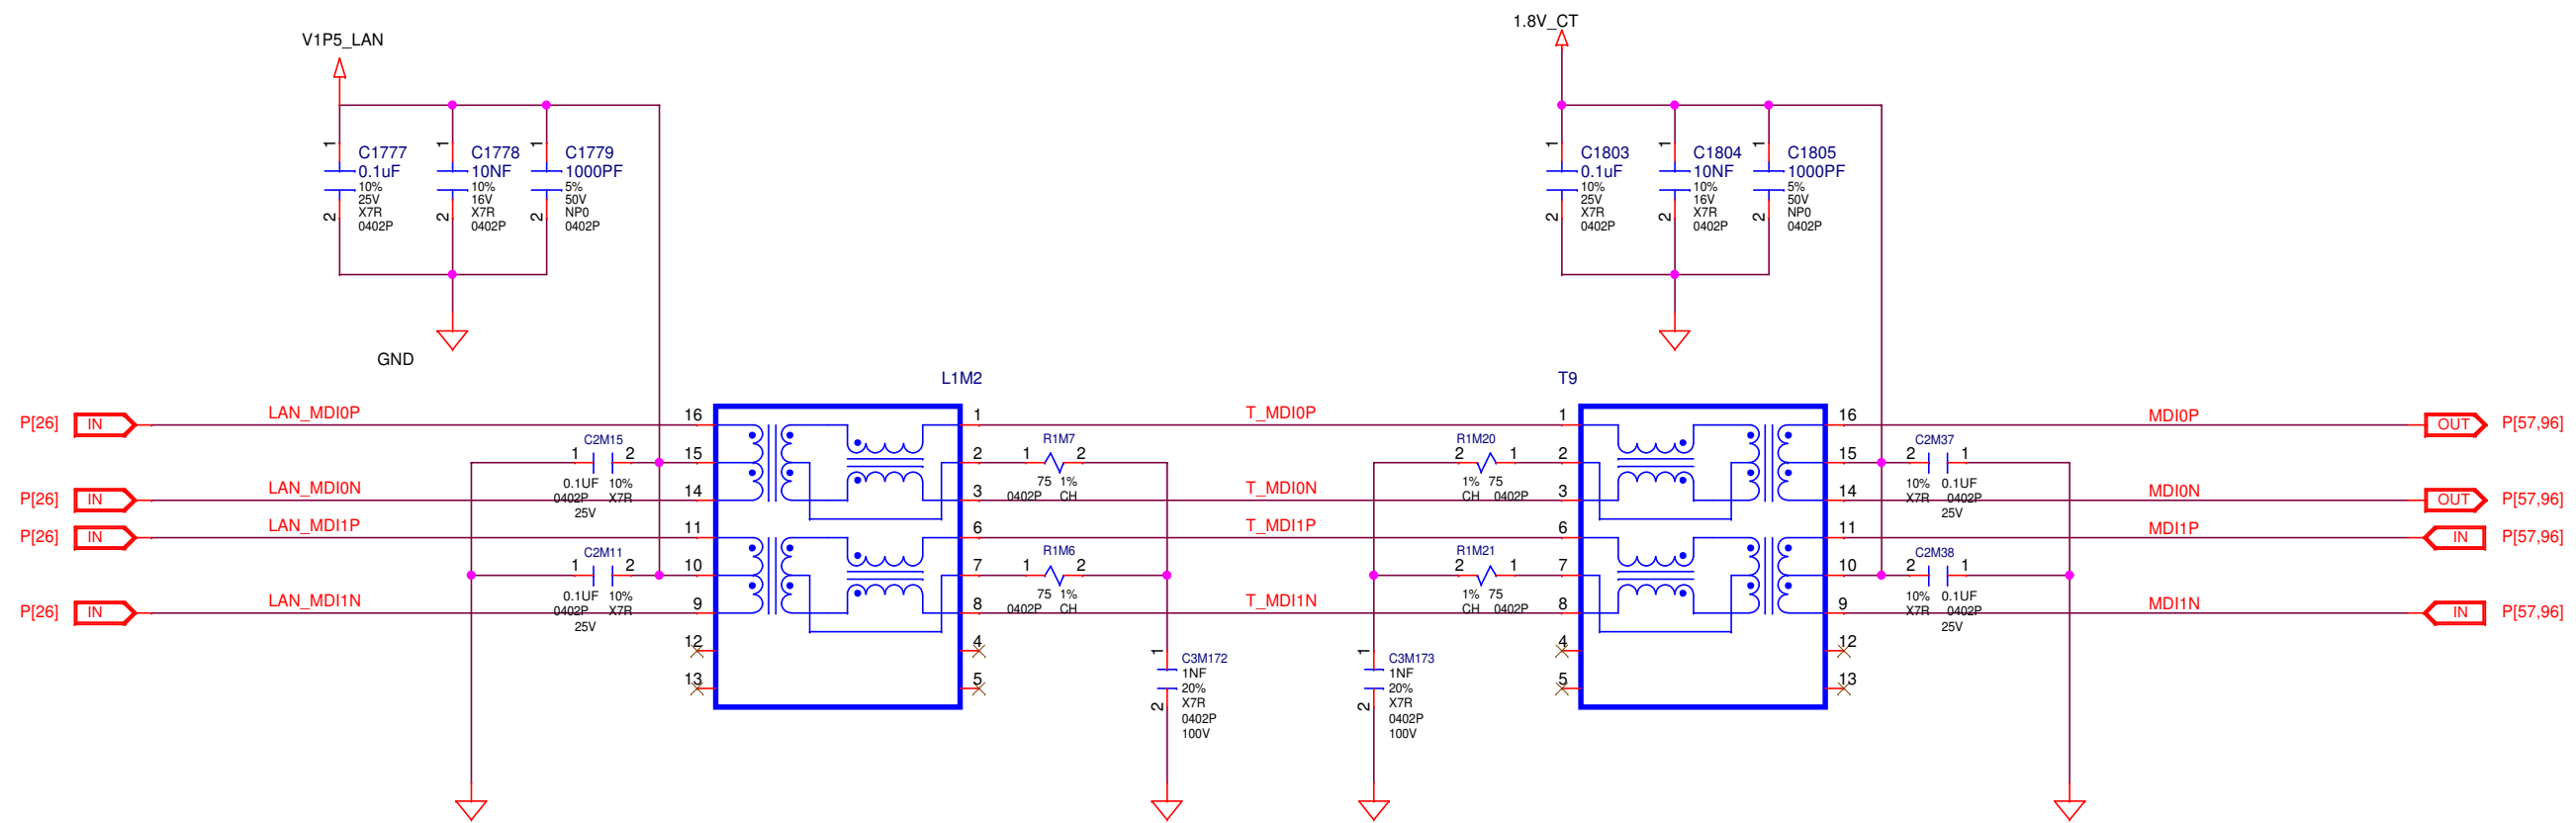 V1P5_LAN
1.8V_CT
1
C1777
0.1uF
10%
25V
X7R
0402P
2
1
C1778
10NF
10%
16V
X7R
0402P
2
1
C1779
1000PF
5%
50V
NP0
0402P
2
1
C1803
0.1uF
10%
25V
X7R
0402P
2
1
C1804
10NF
10%
16V
X7R
0402P
2
1
C1805
1000PF
5%
50V
NP0
0402P
2
GND
L1M2
T9
P[26] IN LAN_MDI0P 16 1 T_MDI0P 1 16 MDI0P OUT P[57,96]
C2M15 R1M7 R1M20 C2M37
1 2 15 2 1 2 2 1 2 15 2 1
0.1UF 10% 75 1% 1% 75 10% 0.1UF
P[26] IN LAN_MDI0N 14 3 T_MDI0N 3 14 MDI0N OUT P[57,96]
0402P X7R 0402P CH CH 0402P X7R 0402P
25V 25V
P[26] IN LAN_MDI1P 11 6 T_MDI1P 6 11 MDI1P IN P[57,96]
C2M11 R1M6 R1M21 C2M38
1 2 10 7 1 2 2 1 7 10 2 1
0.1UF 10% 75 1% 1% 75 10% 0.1UF
P[26] IN LAN_MDI1N 9 8 T_MDI1N 8 9 MDI1N IN P[57,96]
0402P X7R 0402P CH CH 0402P X7R 0402P
25V 25V
12 4 4 12
13 5 5 13
1
C3M172
1NF
20%
X7R
0402P
100V
2
1
C3M173
1NF
20%
X7R
0402P
100V
2